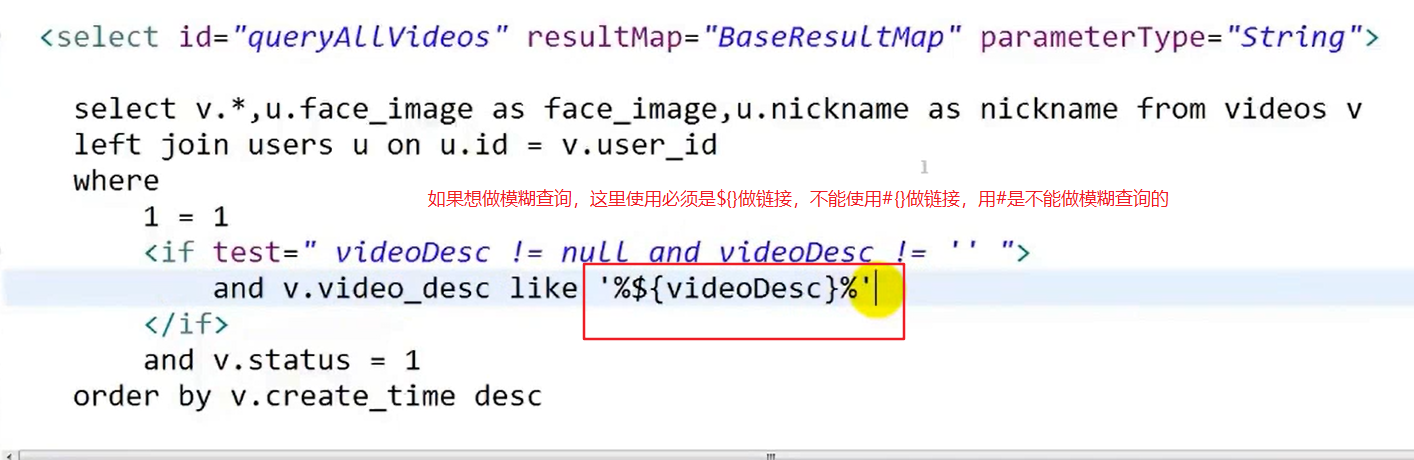 <select id="queryAllVideos" resultMap="BaseResultMap" parameterType="String">
select v.*,u.face_image as face_image,u.nickname as nickname from videos v
left join users u on u.id = v.user_id
where
如果想做模糊查询，这里使用必须是${}做链接，不能使用#{}做链接，用#是不能做模糊查询的
1 = 1
<if test=" videoDesc != null and videoDesc != '' ">
and v.video_desc like '%${videoDesc}%'
</if>
and v.status = 1
order by v.create_time desc